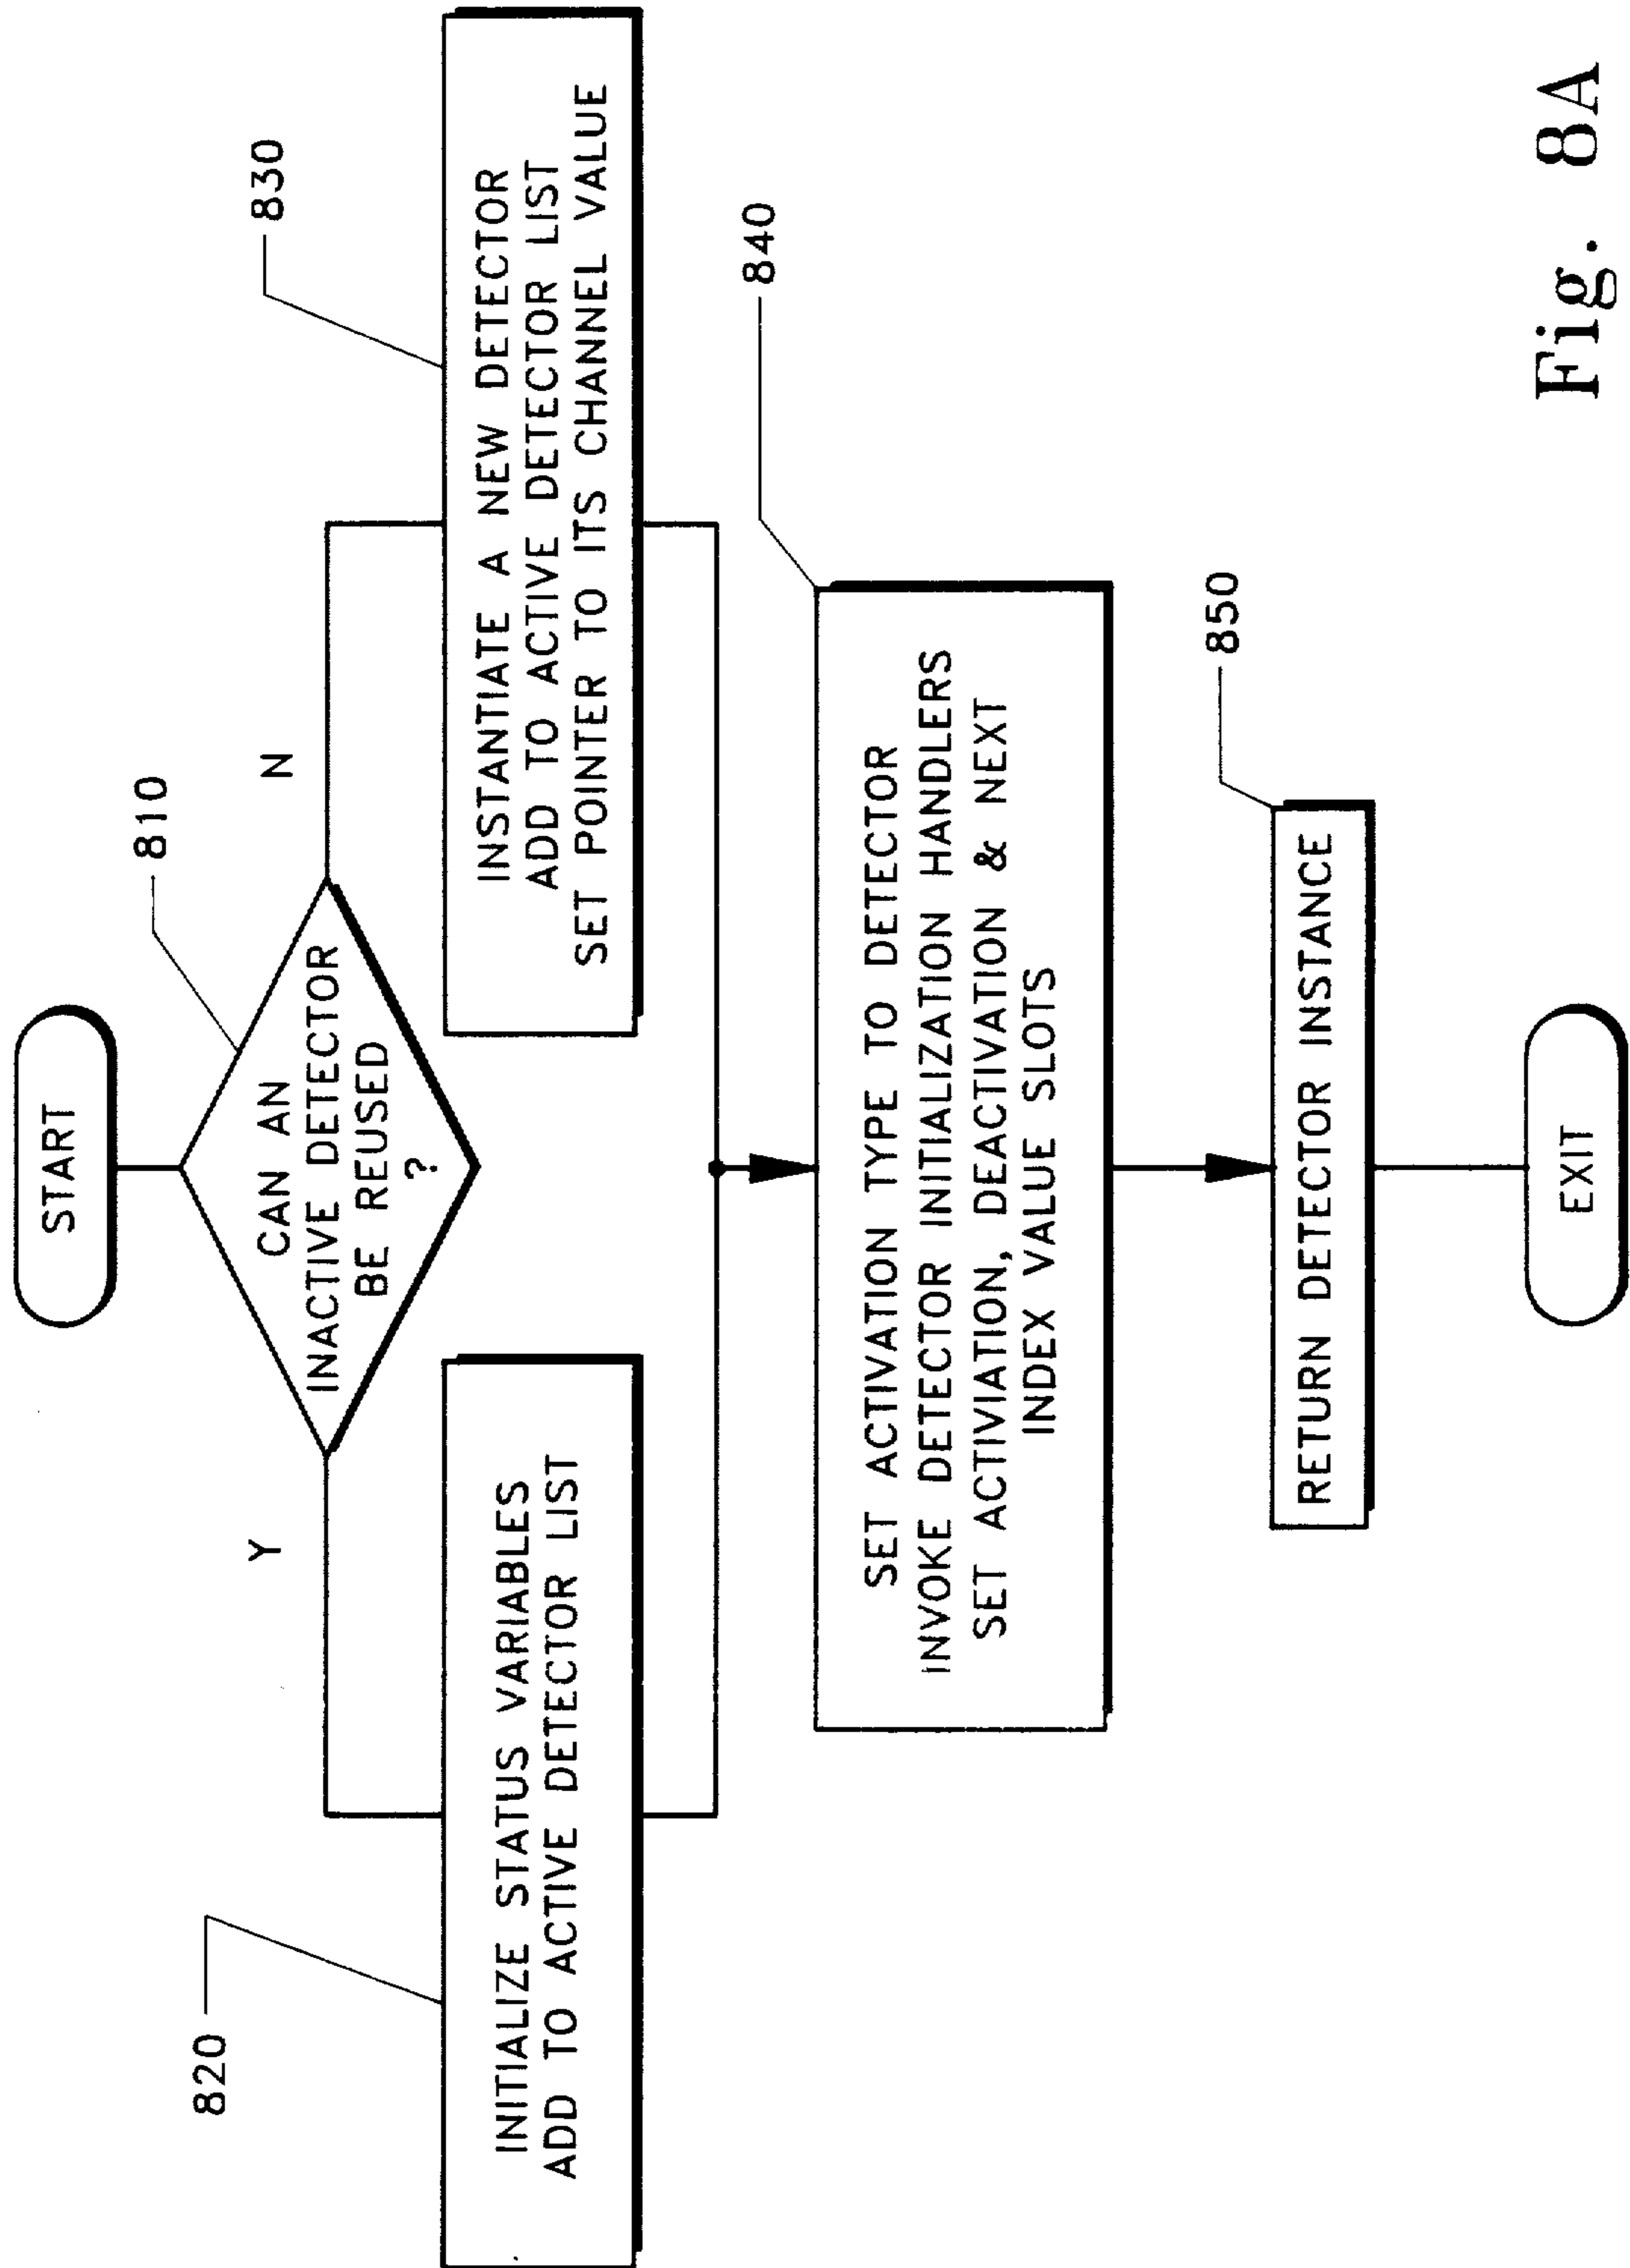 START
810
CAN AN
INACTIVE DETECTOR
BE REUSED
?
Y
N
820
INITIALIZE STATUS VARIABLES
ADD TO ACTIVE DETECTOR LIST
830
INSTANTIATE A NEW DETECTOR
ADD TO ACTIVE DETECTOR LIST
SET POINTER TO ITS CHANNEL VALUE
840
SET ACTIVATION TYPE TO DETECTOR
INVOKE DETECTOR INITIALIZATION HANDLERS
SET ACTIVIATION, DEACTIVATION & NEXT
INDEX VALUE SLOTS
850
RETURN DETECTOR INSTANCE
EXIT
Fig. 8A